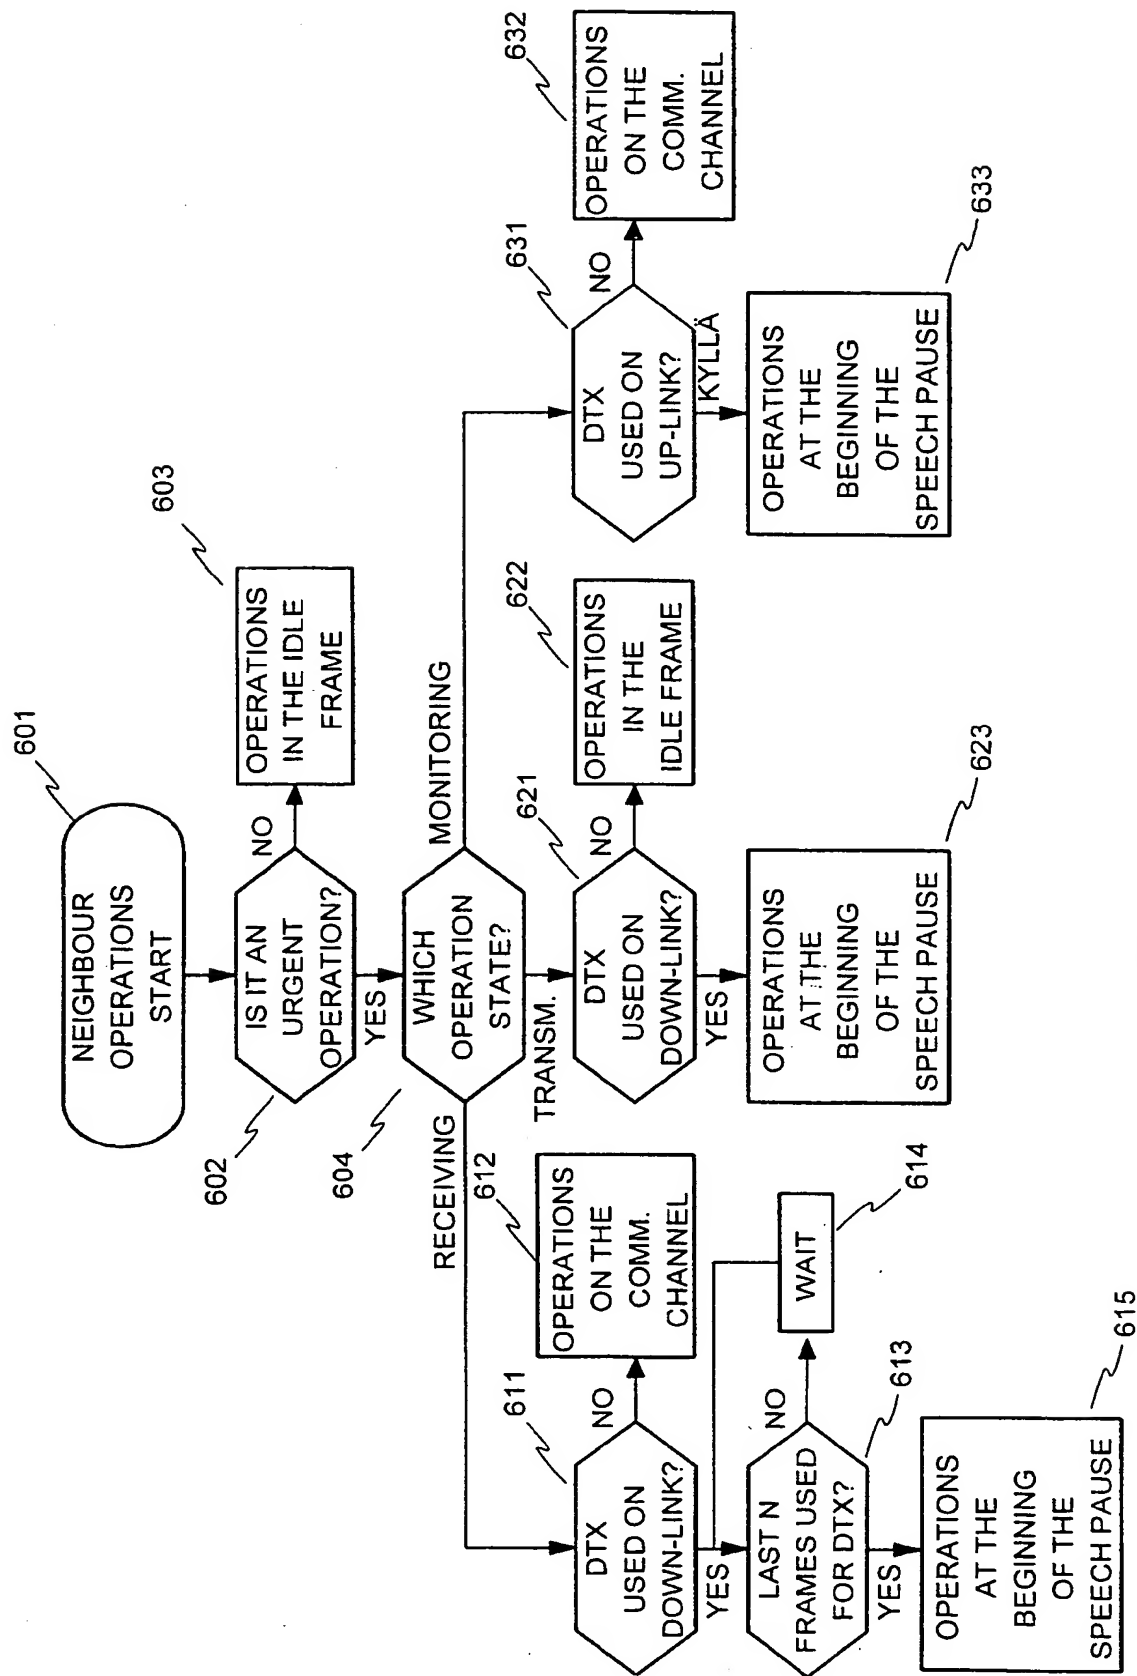 601
NEIGHBOUR
OPERATIONS
START
602
IS IT AN
URGENT
OPERATION?
NO
YES
603
OPERATIONS
IN THE IDLE
FRAME
604
WHICH
OPERATION
STATE?
RECEIVING
TRANSM.
MONITORING
611
DTX
USED ON
DOWN-LINK?
NO
YES
612
OPERATIONS
ON THE
COMM.
CHANNEL
613
LAST N
FRAMES USED
FOR DTX?
NO
YES
614
WAIT
615
OPERATIONS
AT THE
BEGINNING
OF THE
SPEECH PAUSE
621
DTX
USED ON
DOWN-LINK?
NO
YES
622
OPERATIONS
IN THE
IDLE FRAME
623
OPERATIONS
AT THE
BEGINNING
OF THE
SPEECH PAUSE
631
DTX
USED ON
UP-LINK?
NO
KYLLÄ
632
OPERATIONS
ON THE
COMM.
CHANNEL
633
OPERATIONS
AT THE
BEGINNING
OF THE
SPEECH PAUSE